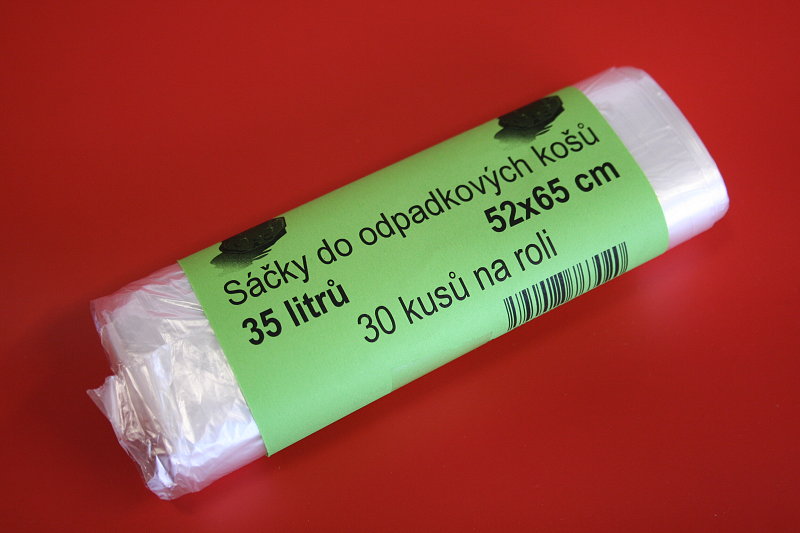 Sáčky do odpadkových košů
35 litrů 52x65 cm
30 kusů na roli